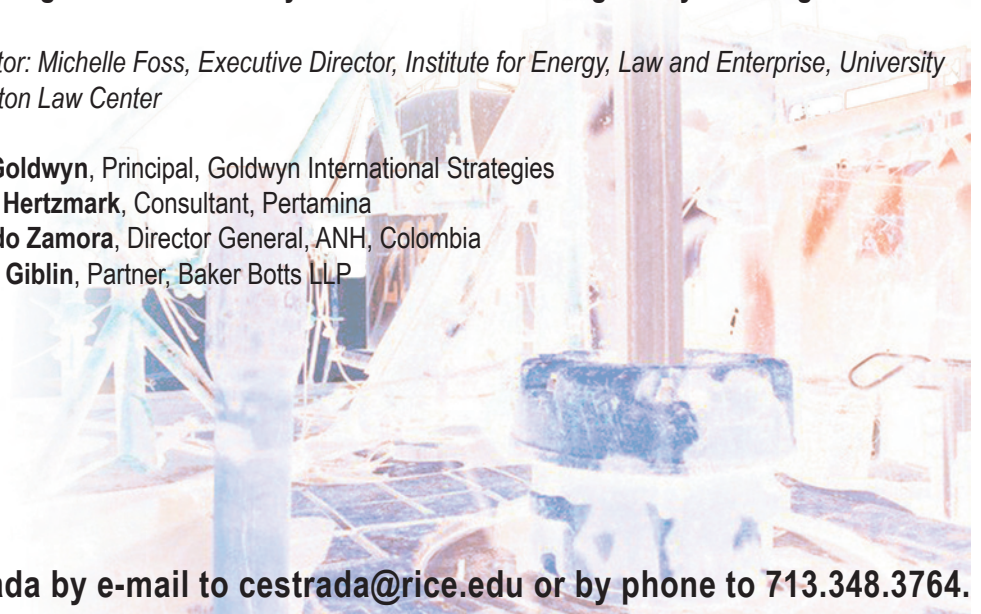 tor: Michelle Foss, Executive Director, Institute for Energy, Law and Enterprise, University
ton Law Center
Goldwyn, Principal, Goldwyn International Strategies
Hertzmark, Consultant, Pertamina
do Zamora, Director General, ANH, Colombia
Giblin, Partner, Baker Botts LLP
ada by e-mail to cestrada@rice.edu or by phone to 713.348.3764.